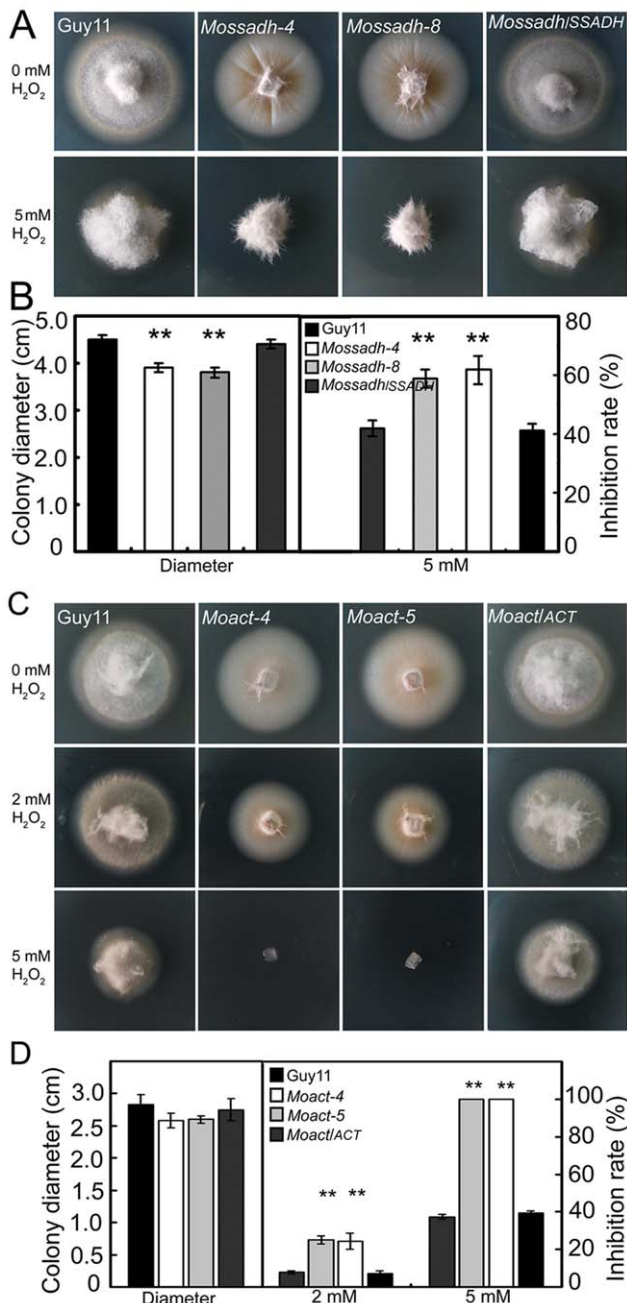 A
Guy11 Mossadh-4 Mossadh-8 Mossadh/SSADH
0 mM
H₂O₂
5 mM
H₂O₂
B
Colony diameter (cm)
5.0
4.0
3.0
4.0
1.0
0
** **
Diameter
Guy11
Mossadh-4
Mossadh-8
Mossadh/SSADH
** **
5 mM
80
60
40
20
0
Inhibition rate (%)
C
Guy11 Moact-4 Moact-5 Moact/ACT
0 mM
H₂O₂
2 mM
H₂O₂
5 mM
H₂O₂
D
Colony diameter (cm)
3.0
2.5
2.0
1.5
1.0
0.5
0
Diameter
Guy11
Moact-4
Moact-5
Moact/ACT
** **
2 mM
** **
5 mM
100
80
60
40
20
0
Inhibition rate (%)